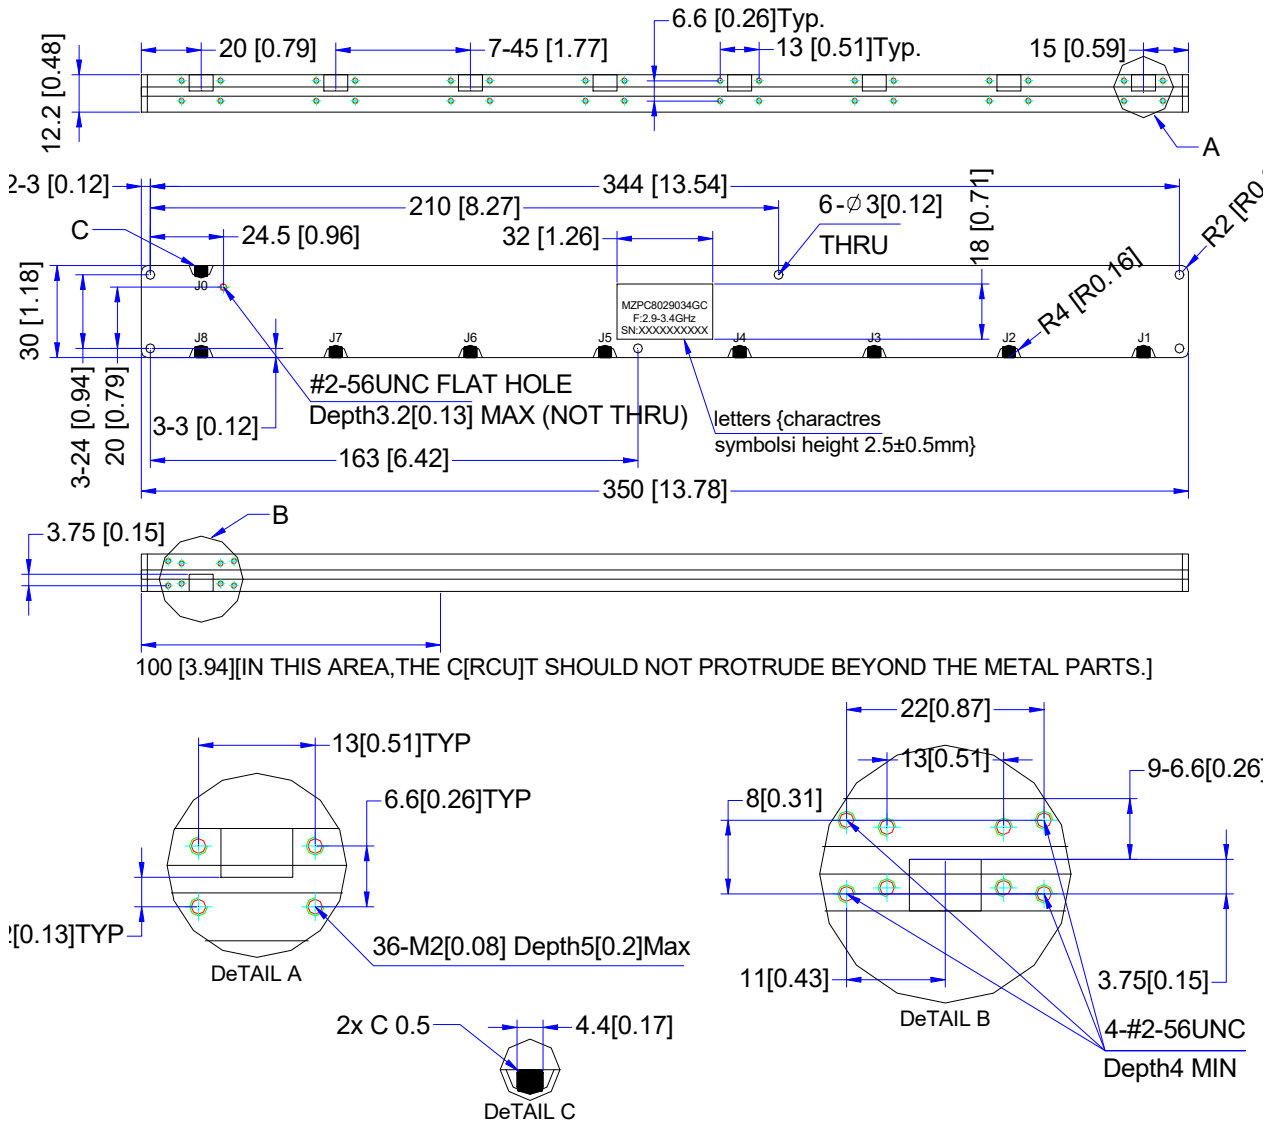 6.6 [0.26]Typ.
20 [0.79]
7-45 [1.77]
13 [0.51]Typ.
15 [0.59]
12.2 [0.48]
A
2-3 [0.12]
344 [13.54]
210 [8.27]
6-Ø3[0.12]
THRU
C
24.5 [0.96]
32 [1.26]
18 [0.71]
R2 [R0.
R4 [R0.16]
J0
MZPC8029034GC
F:2.9-3.4GHz
SN:XXXXXXXXXX
30 [1.18]
J8
J7
J6
J5
J4
J3
J2
J1
3-24 [0.94]
20 [0.79]
3-3 [0.12]
#2-56UNC FLAT HOLE
Depth3.2[0.13] MAX (NOT THRU)
letters {charactres
symbolsi height 2.5±0.5mm}
163 [6.42]
350 [13.78]
3.75 [0.15]
B
100 [3.94][IN THIS AREA,THE C[RCU]T SHOULD NOT PROTRUDE BEYOND THE METAL PARTS.]
13[0.51]TYP
6.6[0.26]TYP
[0.13]TYP
36-M2[0.08] Depth5[0.2]Max
DeTAIL A
22[0.87]
13[0.51]
9-6.6[0.26]
8[0.31]
11[0.43]
3.75[0.15]
DeTAIL B
4-#2-56UNC
Depth4 MIN
2x C 0.5
4.4[0.17]
DeTAIL C